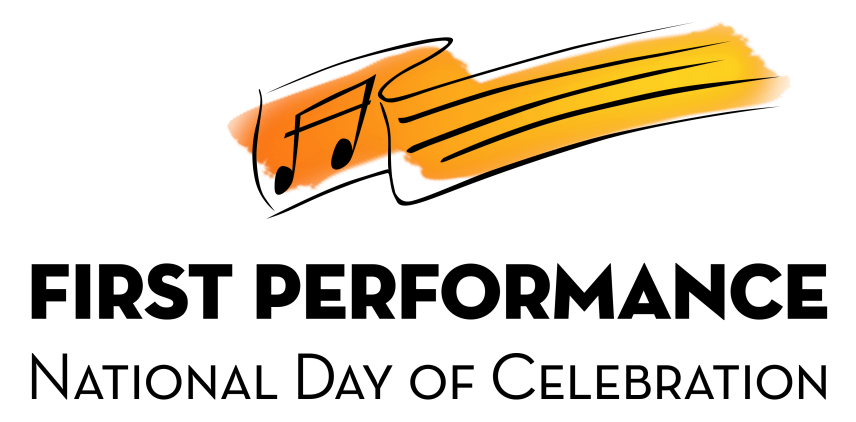 FIRST PERFORMANCE
National Day of Celebration